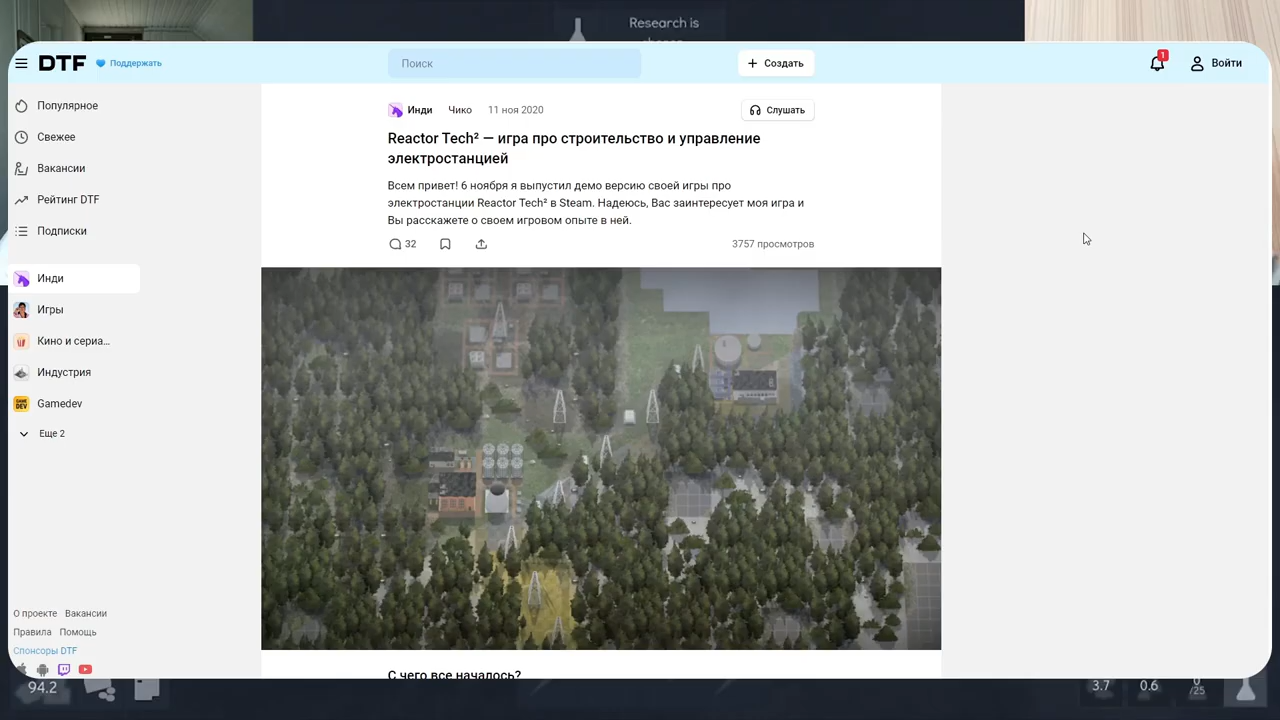 Research is
DTF
Поддержать
Поиск
Создать
1
Войти
Популярное
Свежее
Вакансии
Рейтинг DTF
Подписки
Инди
Игры
Кино и сериа...
Индустрия
GAME DEV
Gamedev
Еще 2
О проекте Вакансии
Правила Помощь
Спонсоры DTF
Инди Чико 11 ноя 2020
Слушать
Reactor Tech² — игра про строительство и управление
электростанцией
Всем привет! 6 ноября я выпустил демо версию своей игры про
электростанции Reactor Tech² в Steam. Надеюсь, Вас заинтересует моя игра и
Вы расскажете о своем игровом опыте в ней.
32
3757 просмотров
С чего все началось?
94.2
3.7
0.6
/25